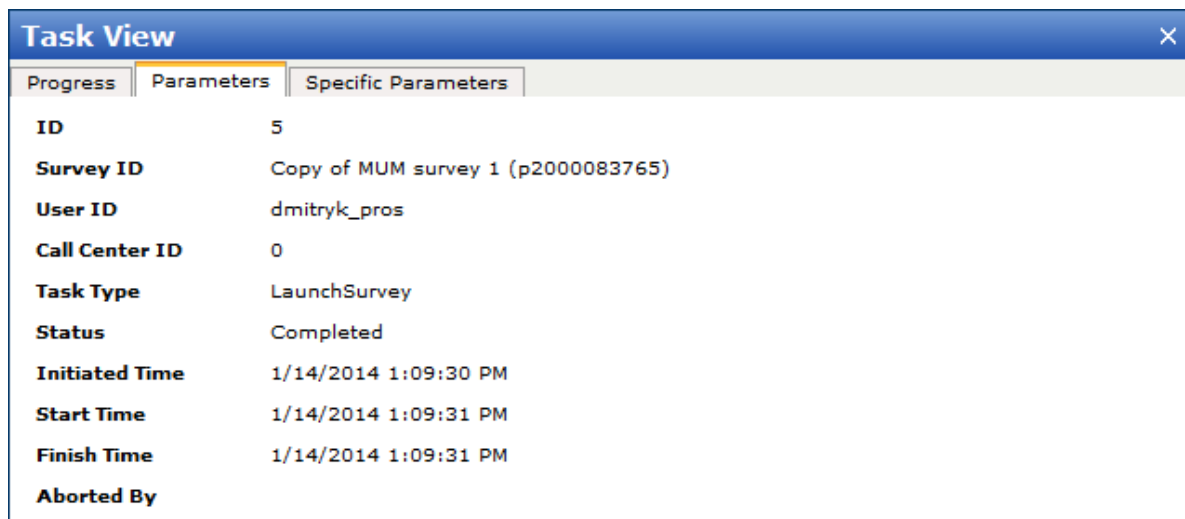 Task View
Progress Parameters Specific Parameters
ID 5
Survey ID Copy of MUM survey 1 (p2000083765)
User ID dmitryk_pros
Call Center ID 0
Task Type LaunchSurvey
Status Completed
Initiated Time 1/14/2014 1:09:30 PM
Start Time 1/14/2014 1:09:31 PM
Finish Time 1/14/2014 1:09:31 PM
Aborted By